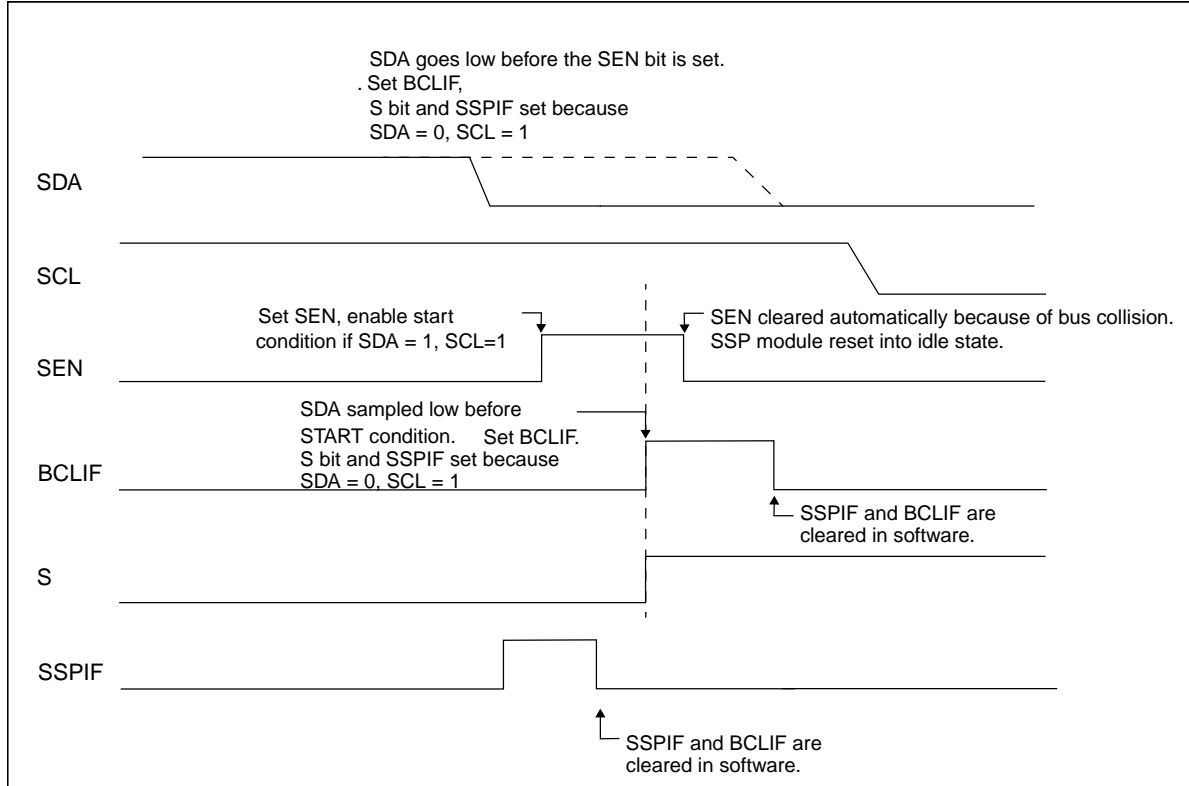 SDA goes low before the SEN bit is set.
. Set BCLIF,
S bit and SSPIF set because
SDA = 0, SCL = 1
SDA
SCL
Set SEN, enable start
condition if SDA = 1, SCL=1
SEN cleared automatically because of bus collision.
SSP module reset into idle state.
SEN
SDA sampled low before
START condition. Set BCLIF.
S bit and SSPIF set because
SDA = 0, SCL = 1
BCLIF
SSPIF and BCLIF are
cleared in software.
S
SSPIF
SSPIF and BCLIF are
cleared in software.